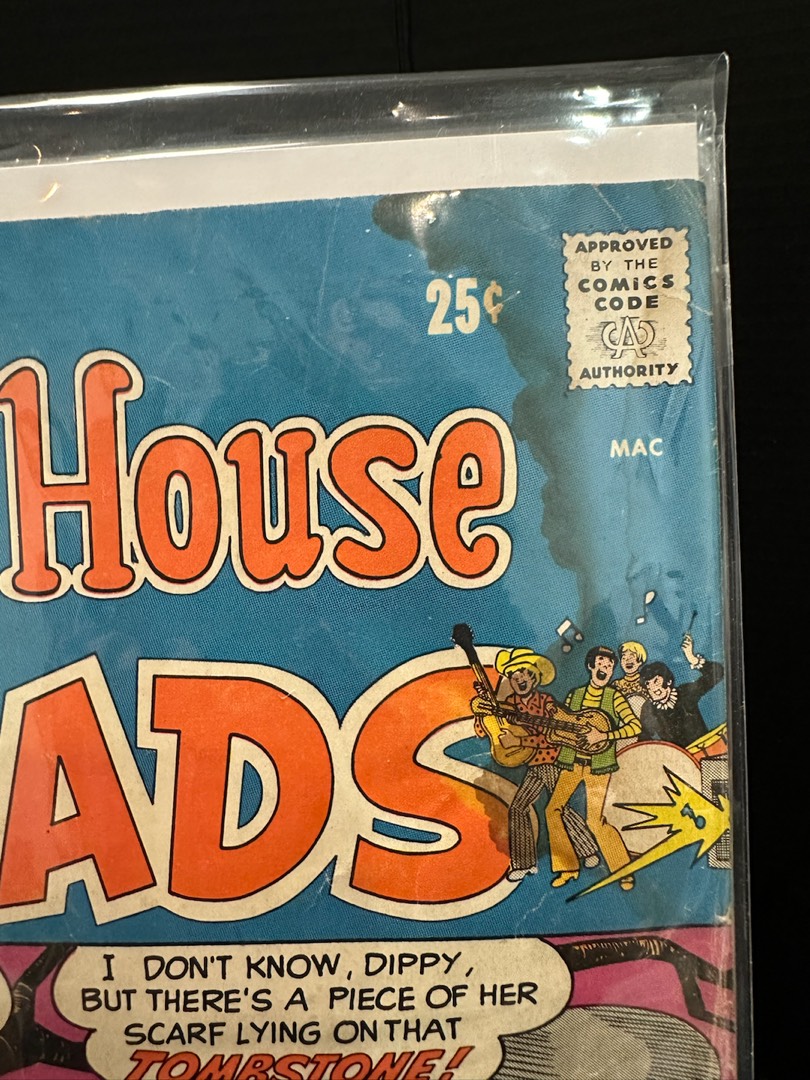 25¢
APPROVED
BY THE
COMICS
CODE
CA
AUTHORITY
MAC
House
ADS
I DON'T KNOW, DIPPY,
BUT THERE'S A PIECE OF HER
SCARF LYING ON THAT
TOMBSTONE!